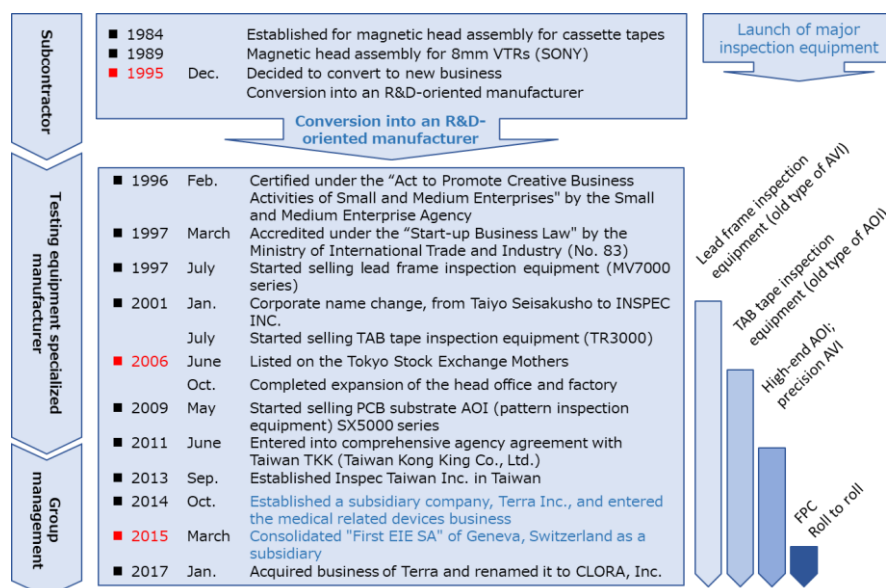 Subcontractor
■ 1984 Established for magnetic head assembly for cassette tapes
■ 1989 Magnetic head assembly for 8mm VTRs (SONY)
■ 1995 Dec. Decided to convert to new business
Conversion into an R&D-oriented manufacturer
Launch of major
inspection equipment
Conversion into an R&D-
oriented manufacturer
Testing equipment specialized
manufacturer
■ 1996 Feb. Certified under the “Act to Promote Creative Business
Activities of Small and Medium Enterprises" by the Small
and Medium Enterprise Agency
■ 1997 March Accredited under the “Start-up Business Law" by the
Ministry of International Trade and Industry (No. 83)
■ 1997 July Started selling lead frame inspection equipment (MV7000
series)
■ 2001 Jan. Corporate name change, from Taiyo Seisakusho to INSPEC
INC.
July Started selling TAB tape inspection equipment (TR3000)
■ 2006 June Listed on the Tokyo Stock Exchange Mothers
Oct. Completed expansion of the head office and factory
■ 2009 May Started selling PCB substrate AOI (pattern inspection
equipment) SX5000 series
■ 2011 June Entered into comprehensive agency agreement with
Taiwan TKK (Taiwan Kong King Co., Ltd.)
Group
management
■ 2013 Sep. Established Inspec Taiwan Inc. in Taiwan
■ 2014 Oct. Established a subsidiary company, Terra Inc., and entered
the medical related devices business
■ 2015 March Consolidated "First EIE SA" of Geneva, Switzerland as a
subsidiary
■ 2017 Jan. Acquired business of Terra and renamed it to CLORA, Inc.
Lead frame inspection
equipment (old type of AVI)
TAB tape inspection
equipment (old type of AOI)
High-end AOI;
precision AVI
FPC
Roll to roll